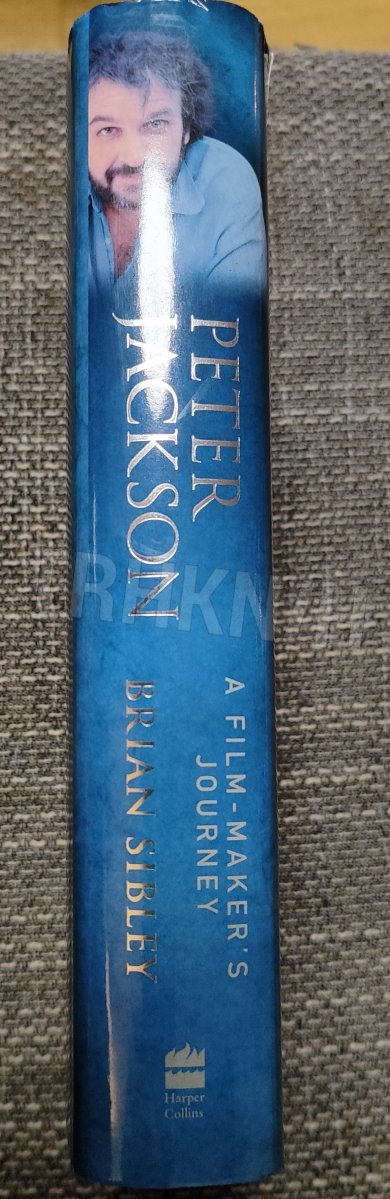 PETER
JACKSON
A FILM-MAKER'S
JOURNEY
BRIAN SIBLEY
Harper
Collins